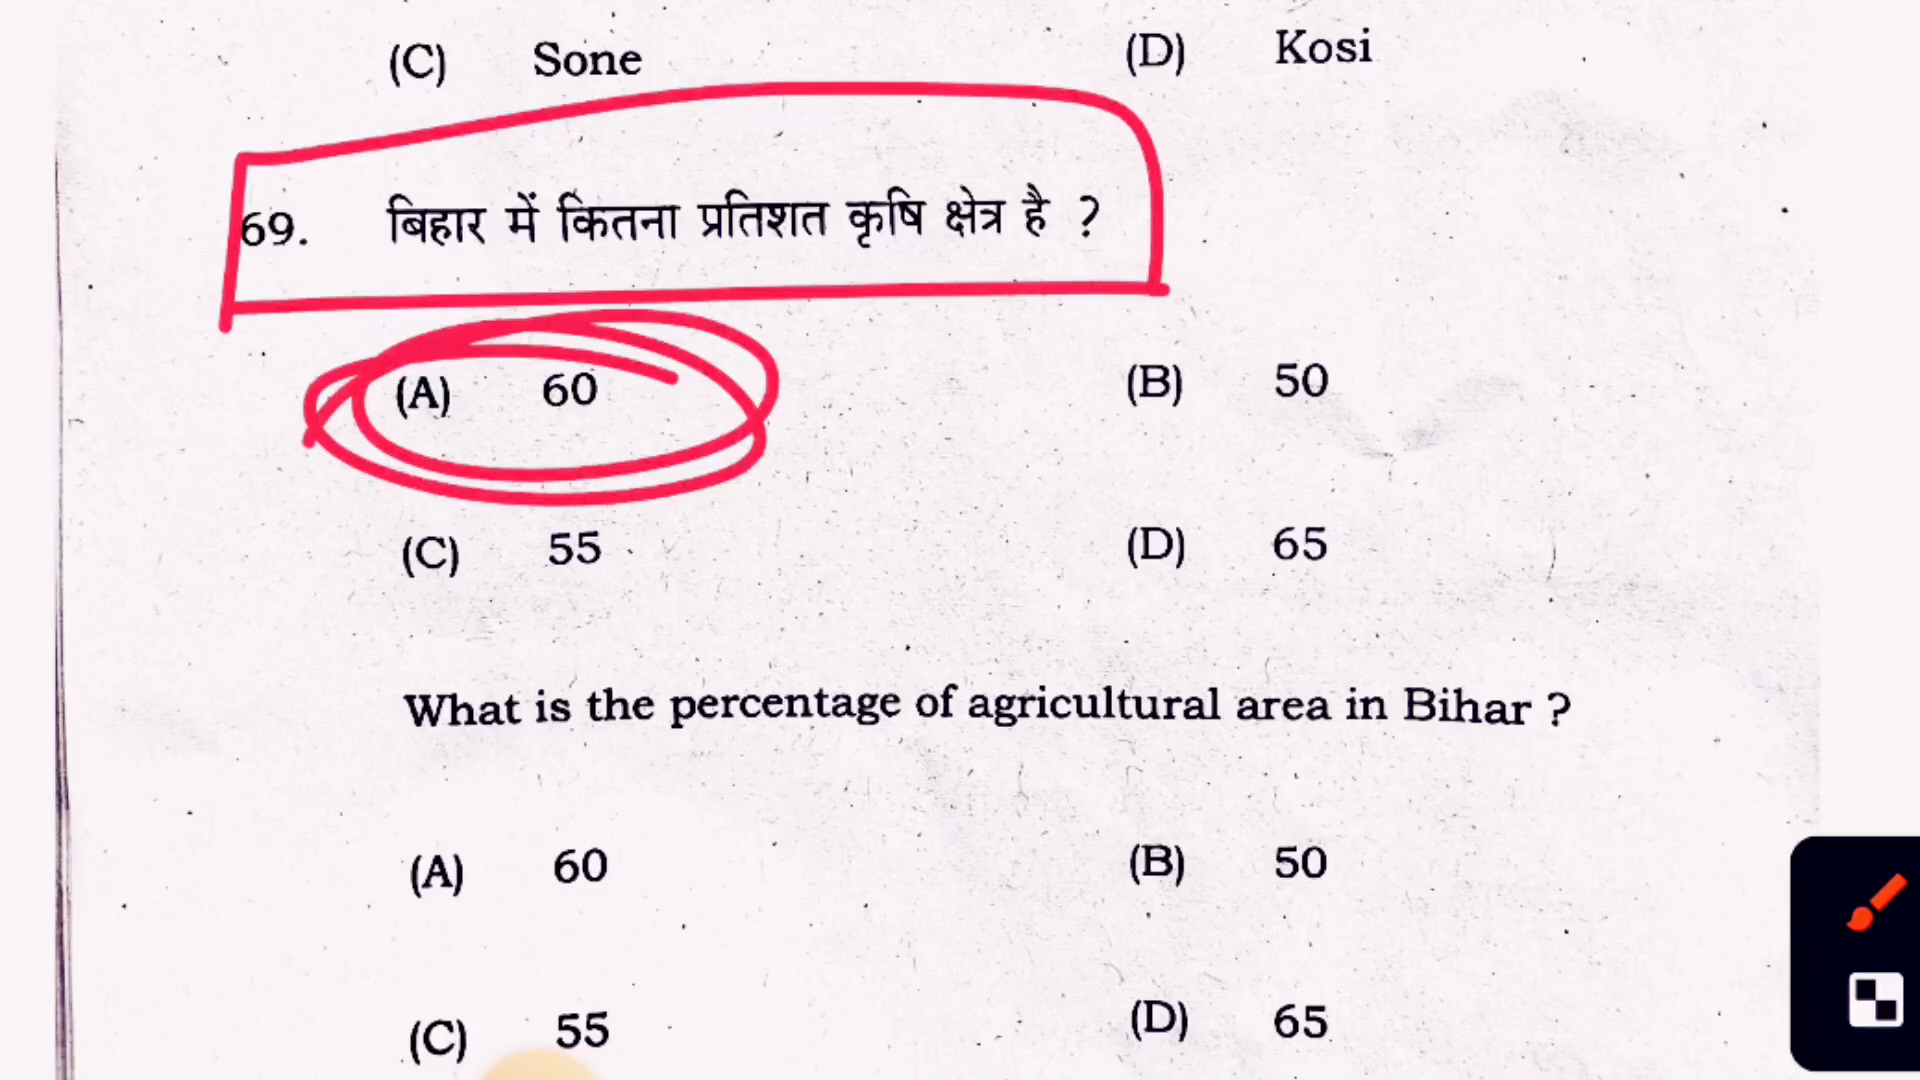 (C) Sone (D) Kosi
69. बिहार में कितना प्रतिशत कृषि क्षेत्र है ?
(A) 60 (B) 50
(C) 55 (D) 65
What is the percentage of agricultural area in Bihar ?
(A) 60 (B) 50
(C) 55 (D) 65